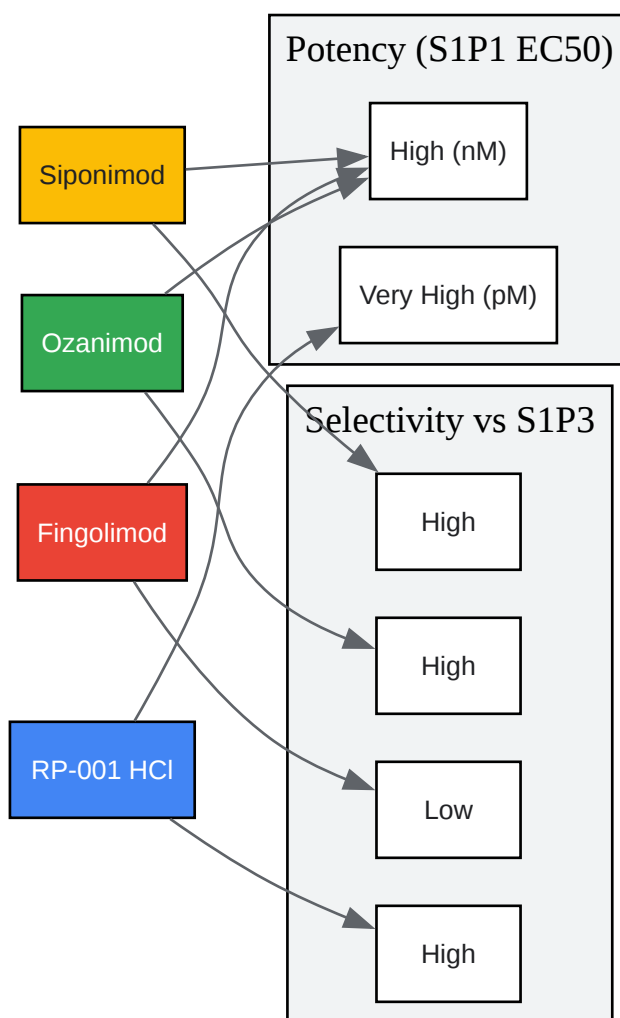 Potency (S1P1 EC50)
High (nM)
Very High (pM)
Siponimod
Ozanimod
Fingolimod
RP-001 HCl
Selectivity vs S1P3
High
High
Low
High